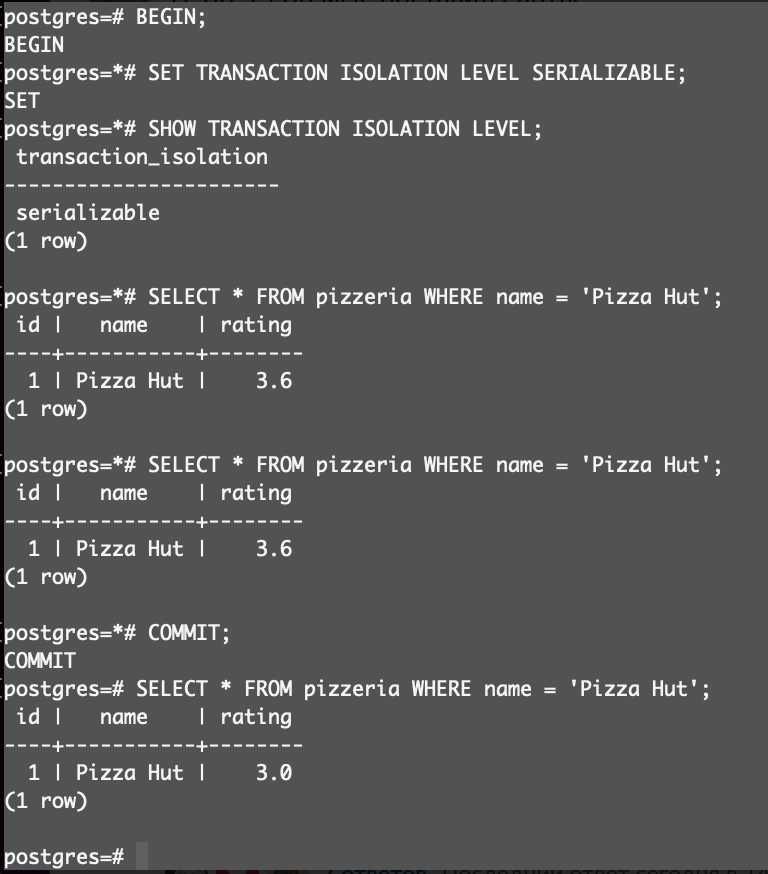 postgres=# BEGIN;
BEGIN
postgres=*# SET TRANSACTION ISOLATION LEVEL SERIALIZABLE;
SET
postgres=*# SHOW TRANSACTION ISOLATION LEVEL;
 transaction_isolation
-----------------------
 serializable
(1 row)

postgres=*# SELECT * FROM pizzeria WHERE name = 'Pizza Hut';
 id |   name    | rating
----+-----------+--------
  1 | Pizza Hut |    3.6
(1 row)

postgres=*# SELECT * FROM pizzeria WHERE name = 'Pizza Hut';
 id |   name    | rating
----+-----------+--------
  1 | Pizza Hut |    3.6
(1 row)

postgres=*# COMMIT;
COMMIT
postgres=# SELECT * FROM pizzeria WHERE name = 'Pizza Hut';
 id |   name    | rating
----+-----------+--------
  1 | Pizza Hut |    3.0
(1 row)

postgres=#